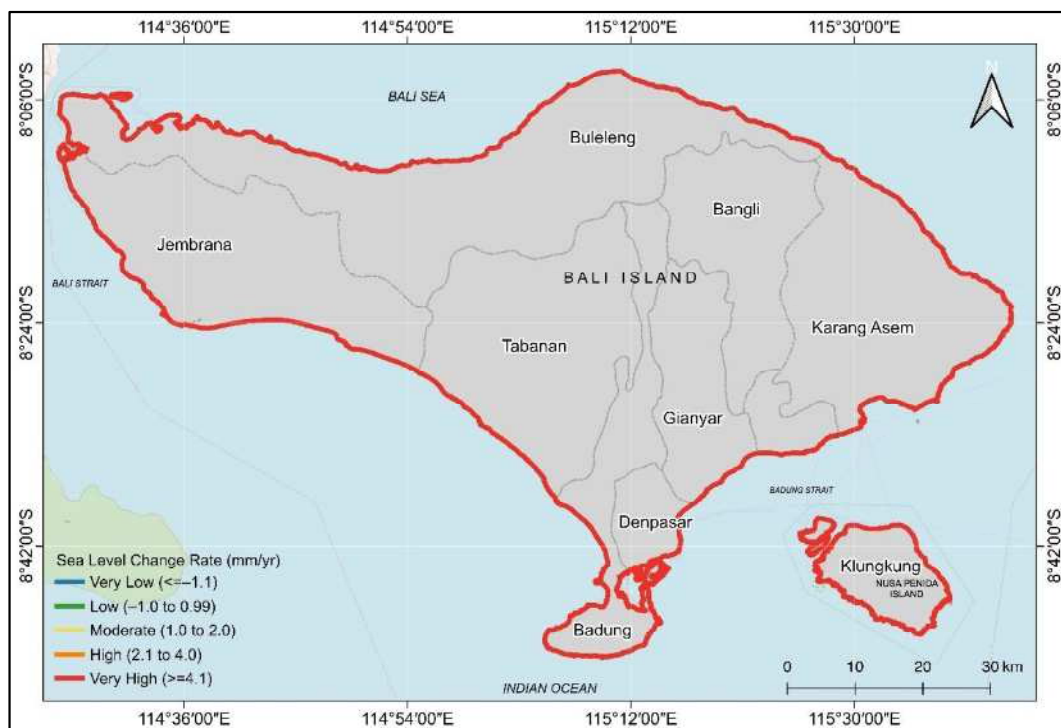 114°36'00"E
114°54'00"E
115°12'00"E
115°30'00"E
N
8°06'00"S
8°06'00"S
BALI SEA
Buleleng
Bangli
Jembrana
BALI ISLAND
BALI STRAIT
8°24'00"S
8°24'00"S
Karang Asem
Tabanan
Gianyar
BADUNG STRAIT
Denpasar
8°42'00"S
8°42'00"S
Klungkung
NUSA PENIDA
ISLAND
Badung
Sea Level Change Rate (mm/yr)
Very Low (<=–1.1)
Low (–1.0 to 0.99)
Moderate (1.0 to 2.0)
High (2.1 to 4.0)
Very High (>=4.1)
0 10 20 30 km
INDIAN OCEAN
114°36'00"E
114°54'00"E
115°12'00"E
115°30'00"E